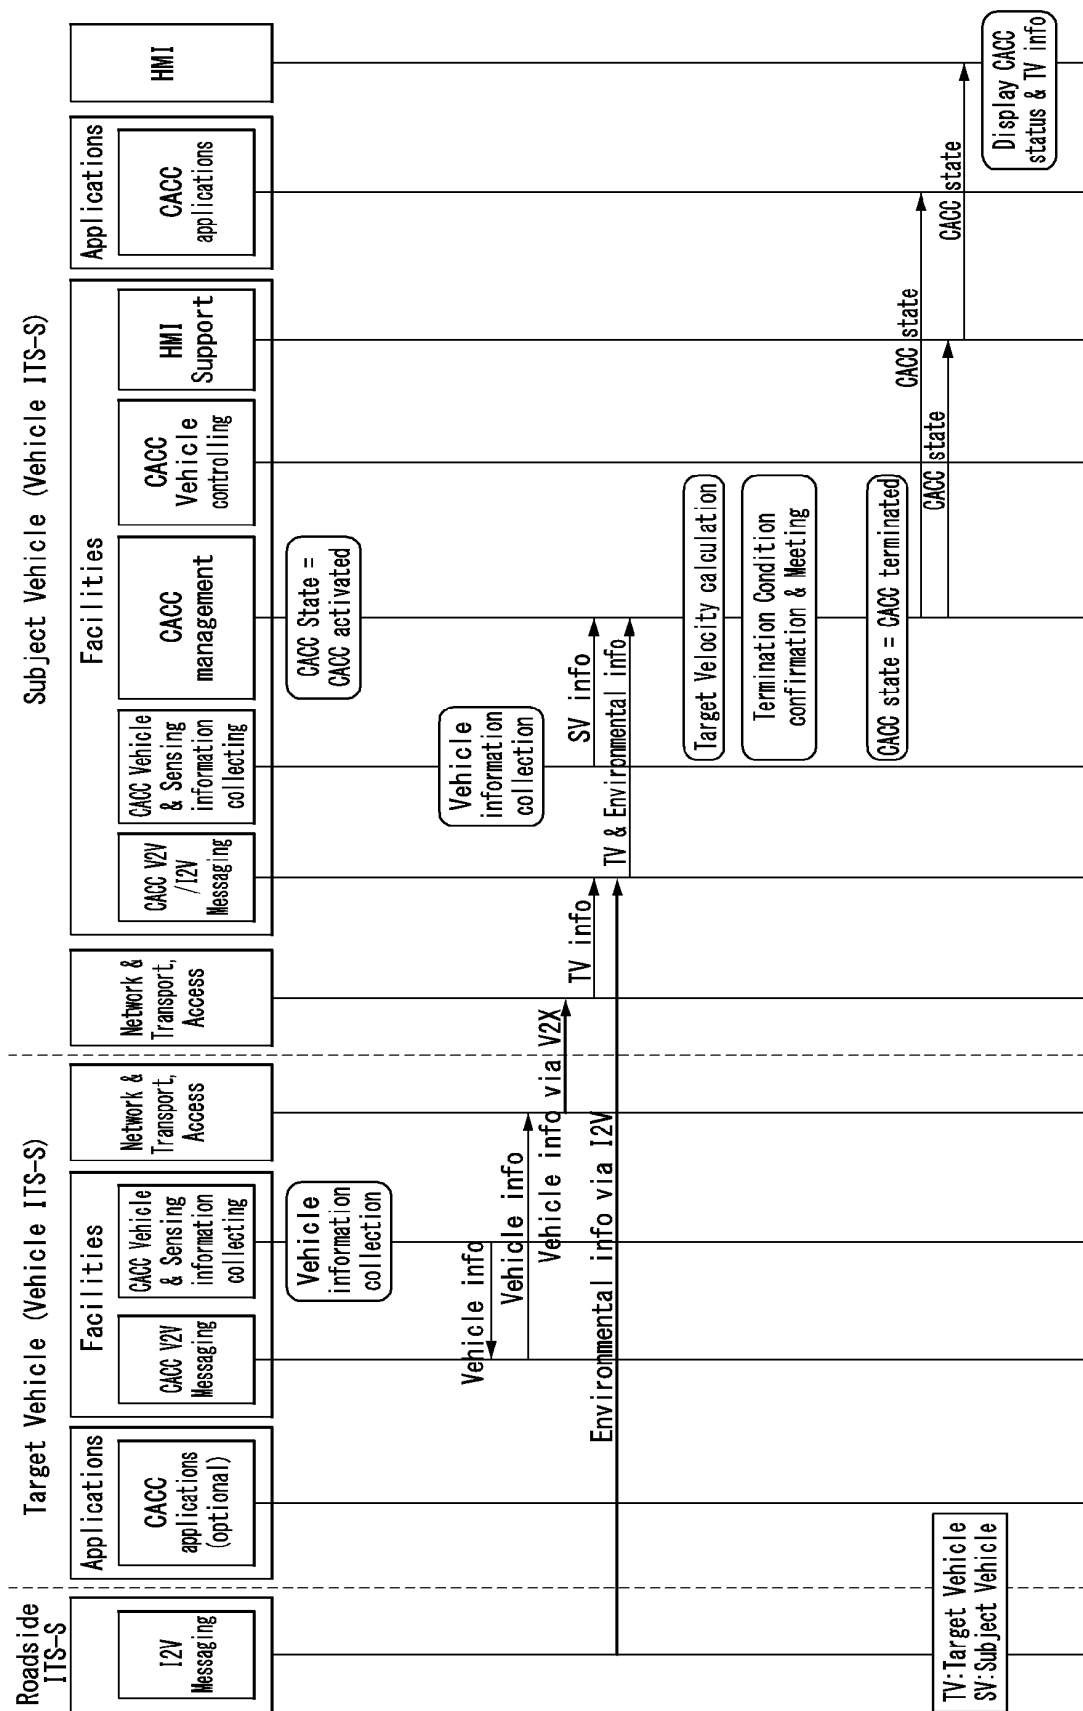 Roadside
ITS-S
I2V
Messaging
Target Vehicle (Vehicle ITS-S)
Applications
CACC
applications
(optional)
Facilities
CACC V2V
Messaging
CACC Vehicle
& Sensing
information
collecting
Network &
Transport,
Access
Subject Vehicle (Vehicle ITS-S)
Network &
Transport,
Access
Facilities
CACC V2V
/I2V
Messaging
CACC Vehicle
& Sensing
information
collecting
CACC
management
CACC
Vehicle
controlling
HMI
Support
Applications
CACC
applications
HMI
Vehicle
information
collection
CACC State =
CACC activated
Vehicle info
Vehicle
information
collection
Vehicle info
Vehicle info via V2X
TV info
SV info
Environmental info via I2V
TV & Environmental info
Target Velocity calculation
Termination Condition
confirmation & Meeting
CACC state = CACC terminated
CACC state
CACC state
CACC state
Display CACC
status & TV info
TV:Target Vehicle
SV:Subject Vehicle